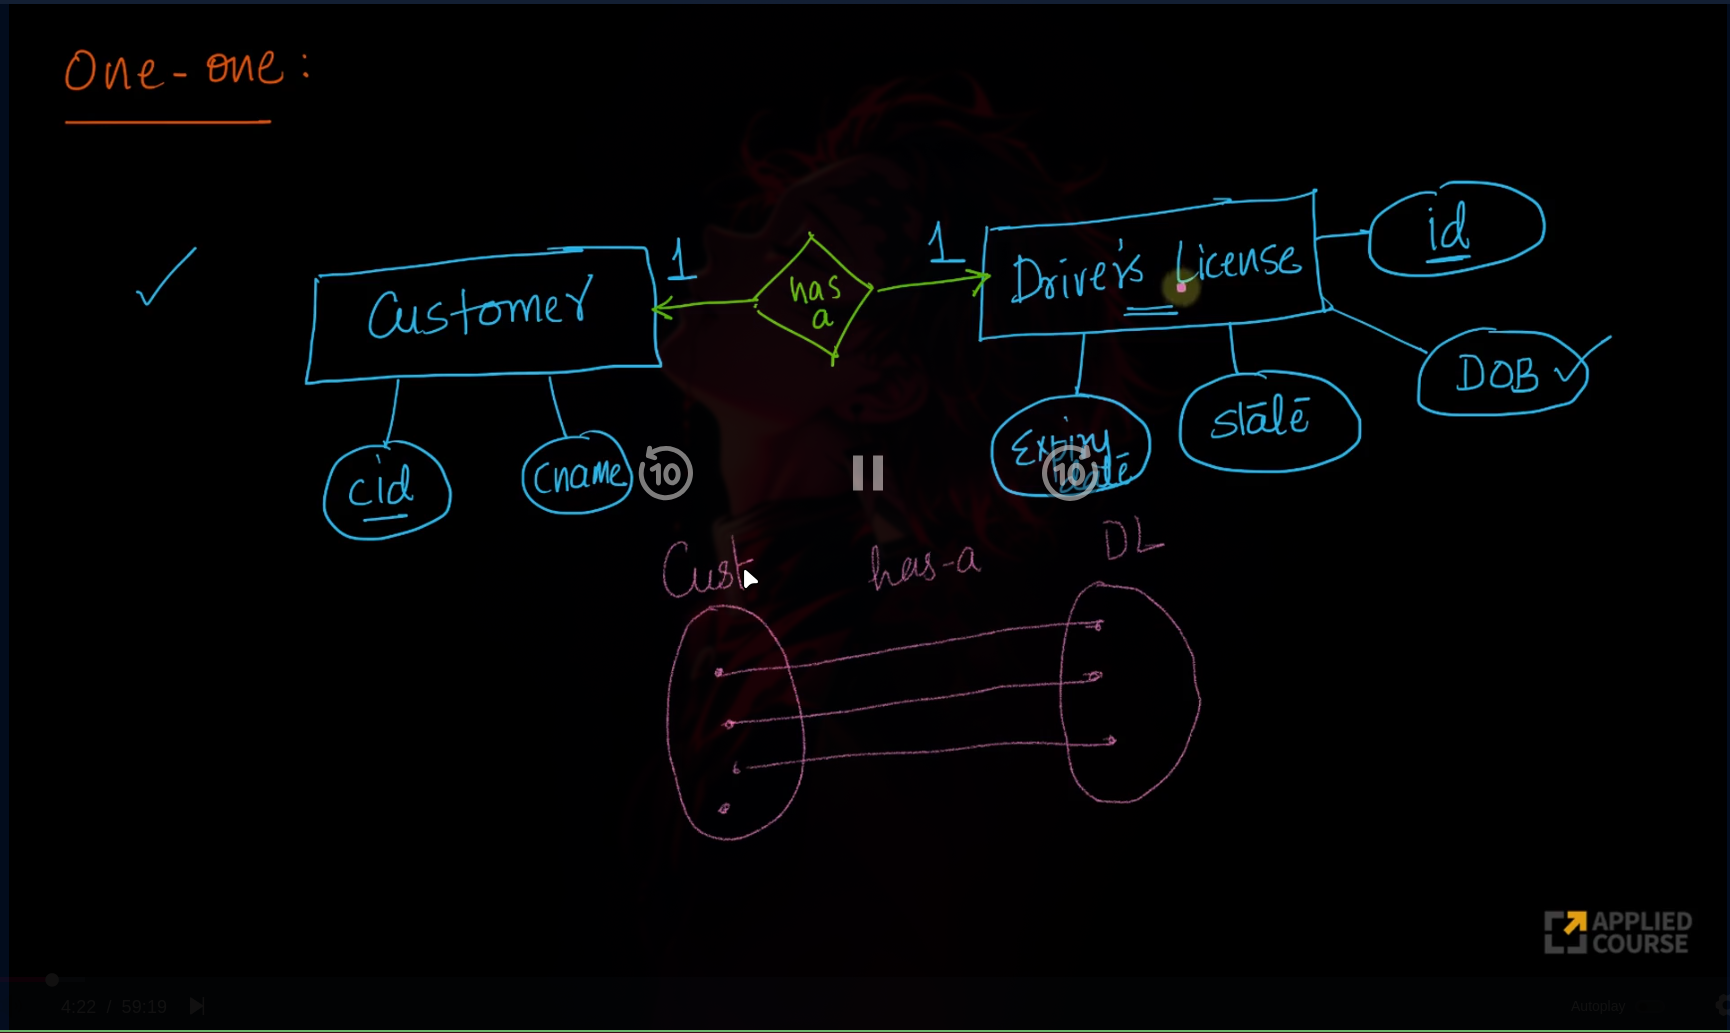 One-one:
Customer
1
has
a
1
Driver's License
id
cid
cname
Expiry
date
state
DOB
10
10
Cust
has-a
DL
APPLIED
COURSE
4:22 / 59:19
Autoplay